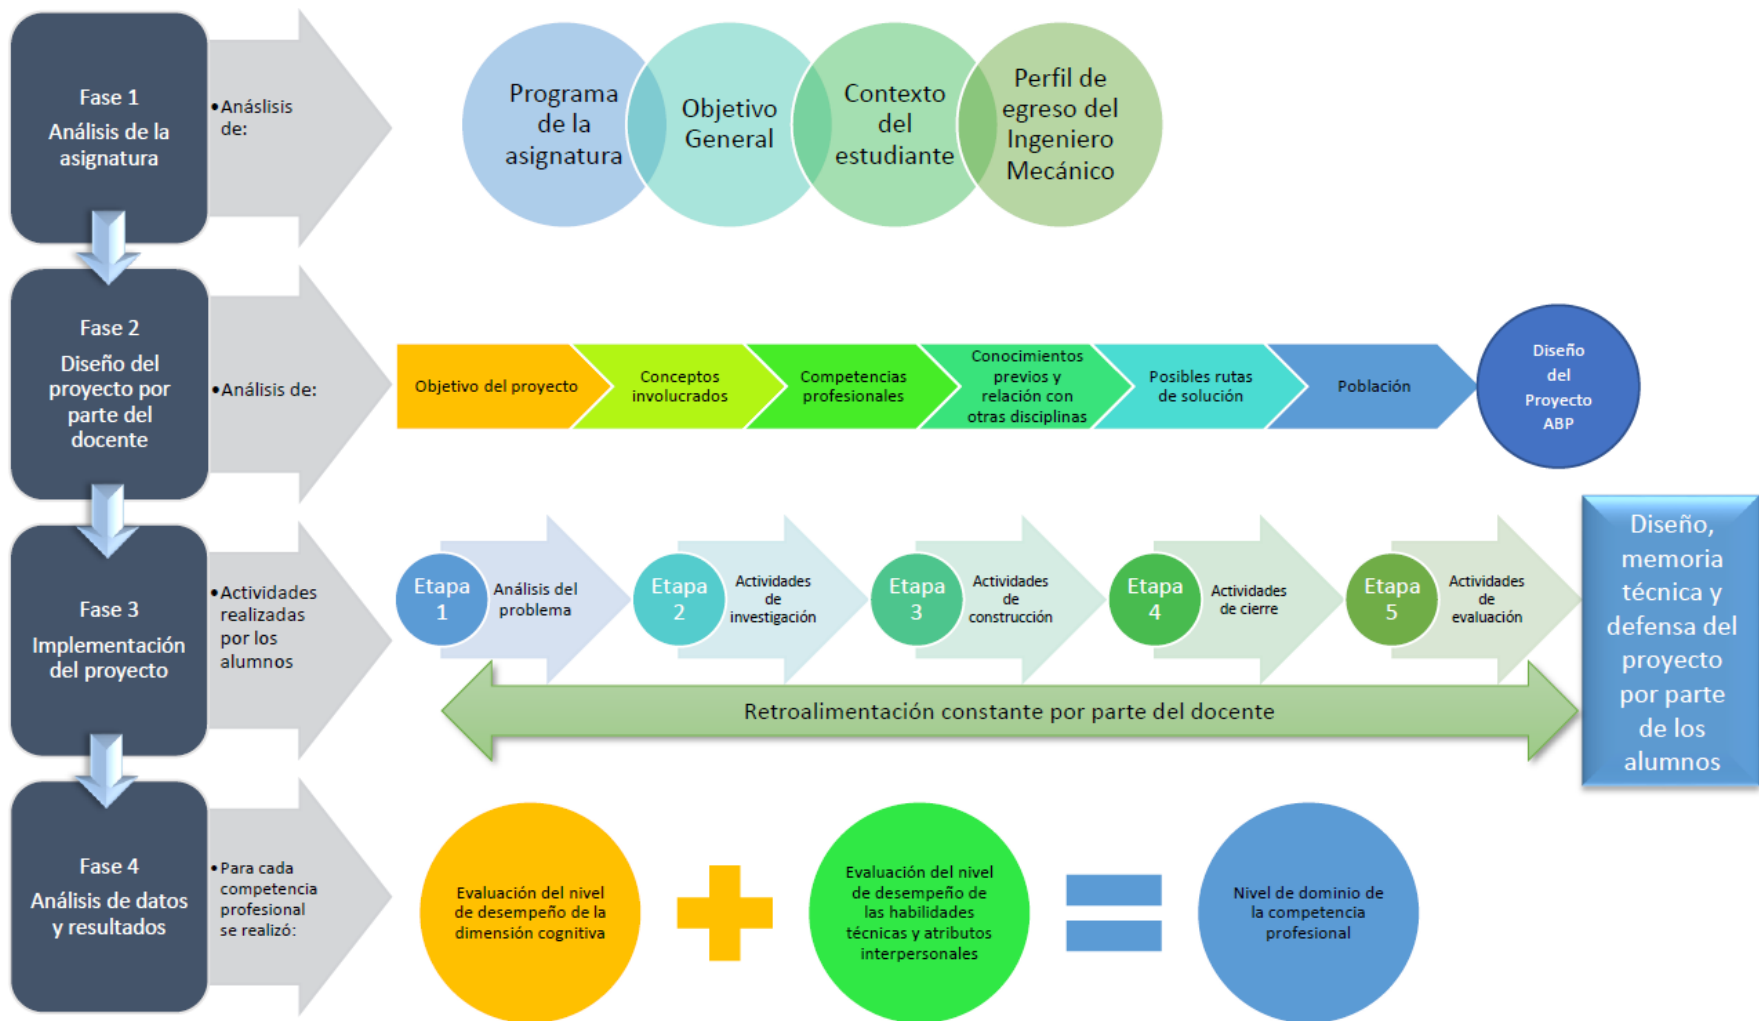 Fase 1
Análisis de la
asignatura
•Anáslisis
de:
Programa
de la
asignatura
Objetivo
General
Contexto
del
estudiante
Perfil de
egreso del
Ingeniero
Mecánico
Fase 2
Diseño del
proyecto por
parte del
docente
•Análisis de:
Objetivo del proyecto
Conceptos
involucrados
Competencias
profesionales
Conocimientos
previos y
relación con
otras disciplinas
Posibles rutas
de solución
Población
Diseño
del
Proyecto
ABP
Fase 3
Implementación
del proyecto
•Actividades
realizadas
por los
alumnos
Etapa
1
Análisis del
problema
Etapa
2
Actividades
de
investigación
Etapa
3
Actividades
de
construcción
Etapa
4
Actividades
de cierre
Etapa
5
Actividades
de
evaluación
Retroalimentación constante por parte del docente
Diseño,
memoria
técnica y
defensa del
proyecto
por parte
de los
alumnos
Fase 4
Análisis de datos
y resultados
•Para cada
competencia
profesional
se realizó:
Evaluación del nivel
de desempeño de la
dimensión cognitiva
Evaluación del nivel
de desempeño de
las habilidades
técnicas y atributos
interpersonales
Nivel de dominio de
la competencia
profesional